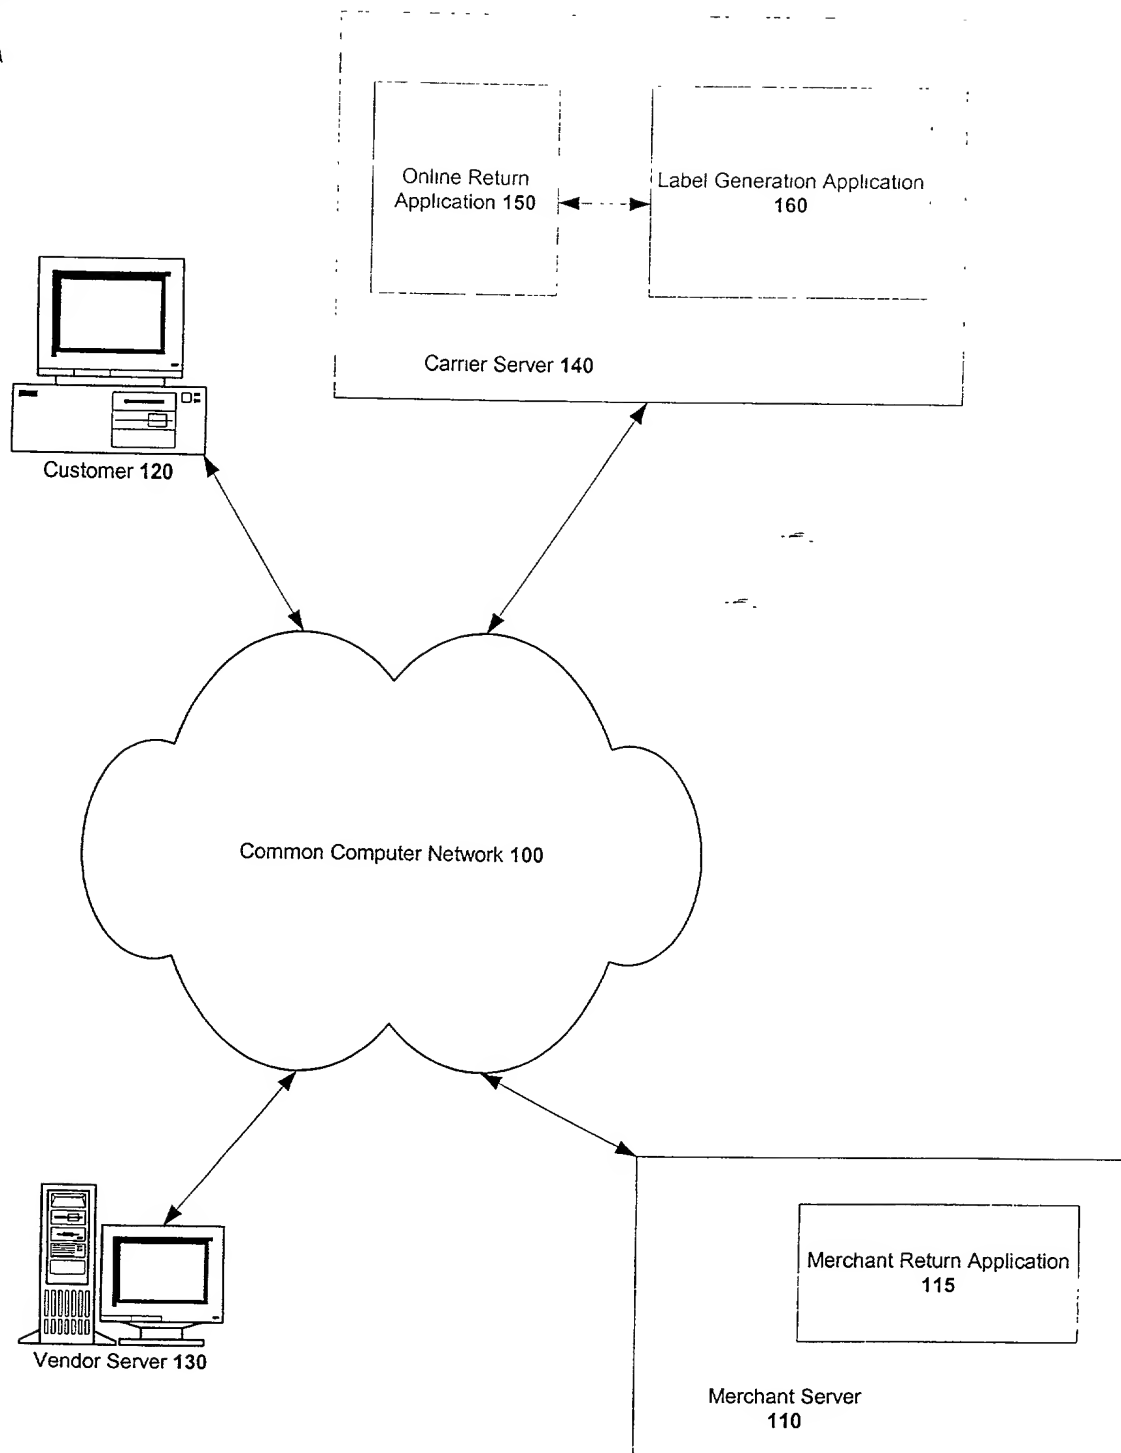 Online Return
Application 150
Label Generation Application
160
Carrier Server 140
Customer 120
Common Computer Network 100
Merchant Return Application
115
Vendor Server 130
Merchant Server
110